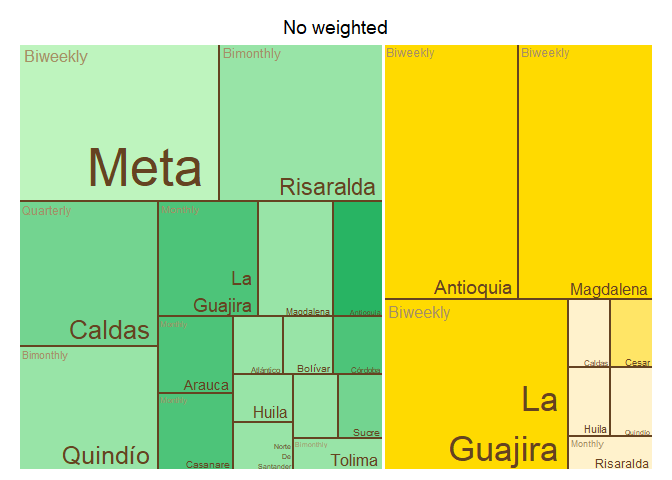 No weighted
Biweekly
Meta
Bimonthly
Risaralda
Quarterly
Caldas
Monthly
La
Guajira
Magdalena
Antioquia
Bimonthly
Quindío
Monthly
Arauca
Monthly
Casanare
Atlántico
Bolívar
Córdoba
Huila
Sucre
Norte
De
Santander
Bimonthly
Tolima
Biweekly
Antioquia
Biweekly
Magdalena
Biweekly
La
Guajira
Caldas
Cesar
Huila
Quindío
Monthly
Risaralda